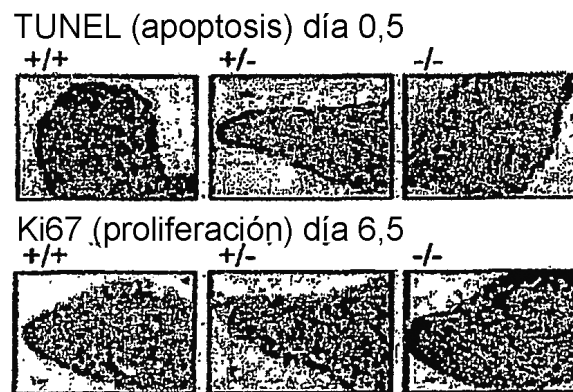 TUNEL (apoptosis) día 0,5
+/+ +/- -/-
Ki67 (proliferación) día 6,5
+/+ +/- -/-